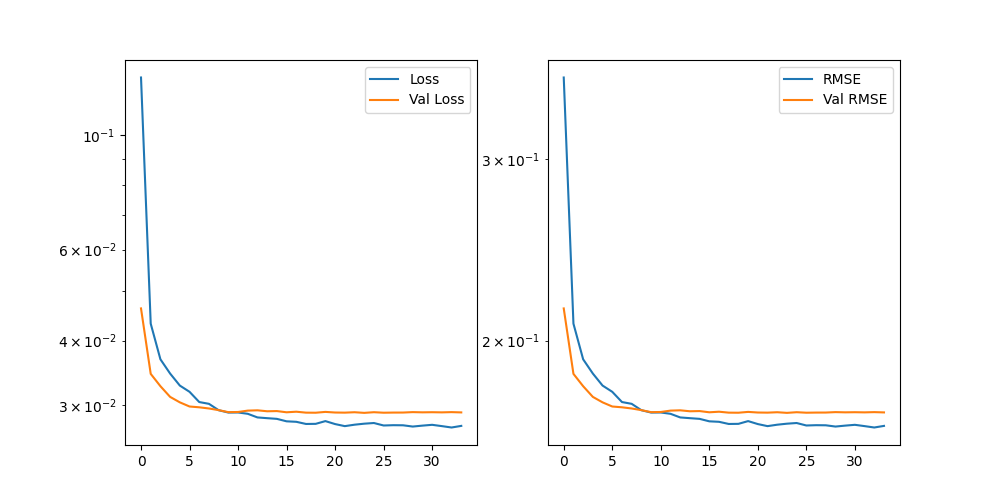 Loss
Val Loss
10⁻¹
6 × 10⁻²
4 × 10⁻²
3 × 10⁻²
0 5 10 15 20 25 30
RMSE
Val RMSE
3 × 10⁻¹
2 × 10⁻¹
0 5 10 15 20 25 30